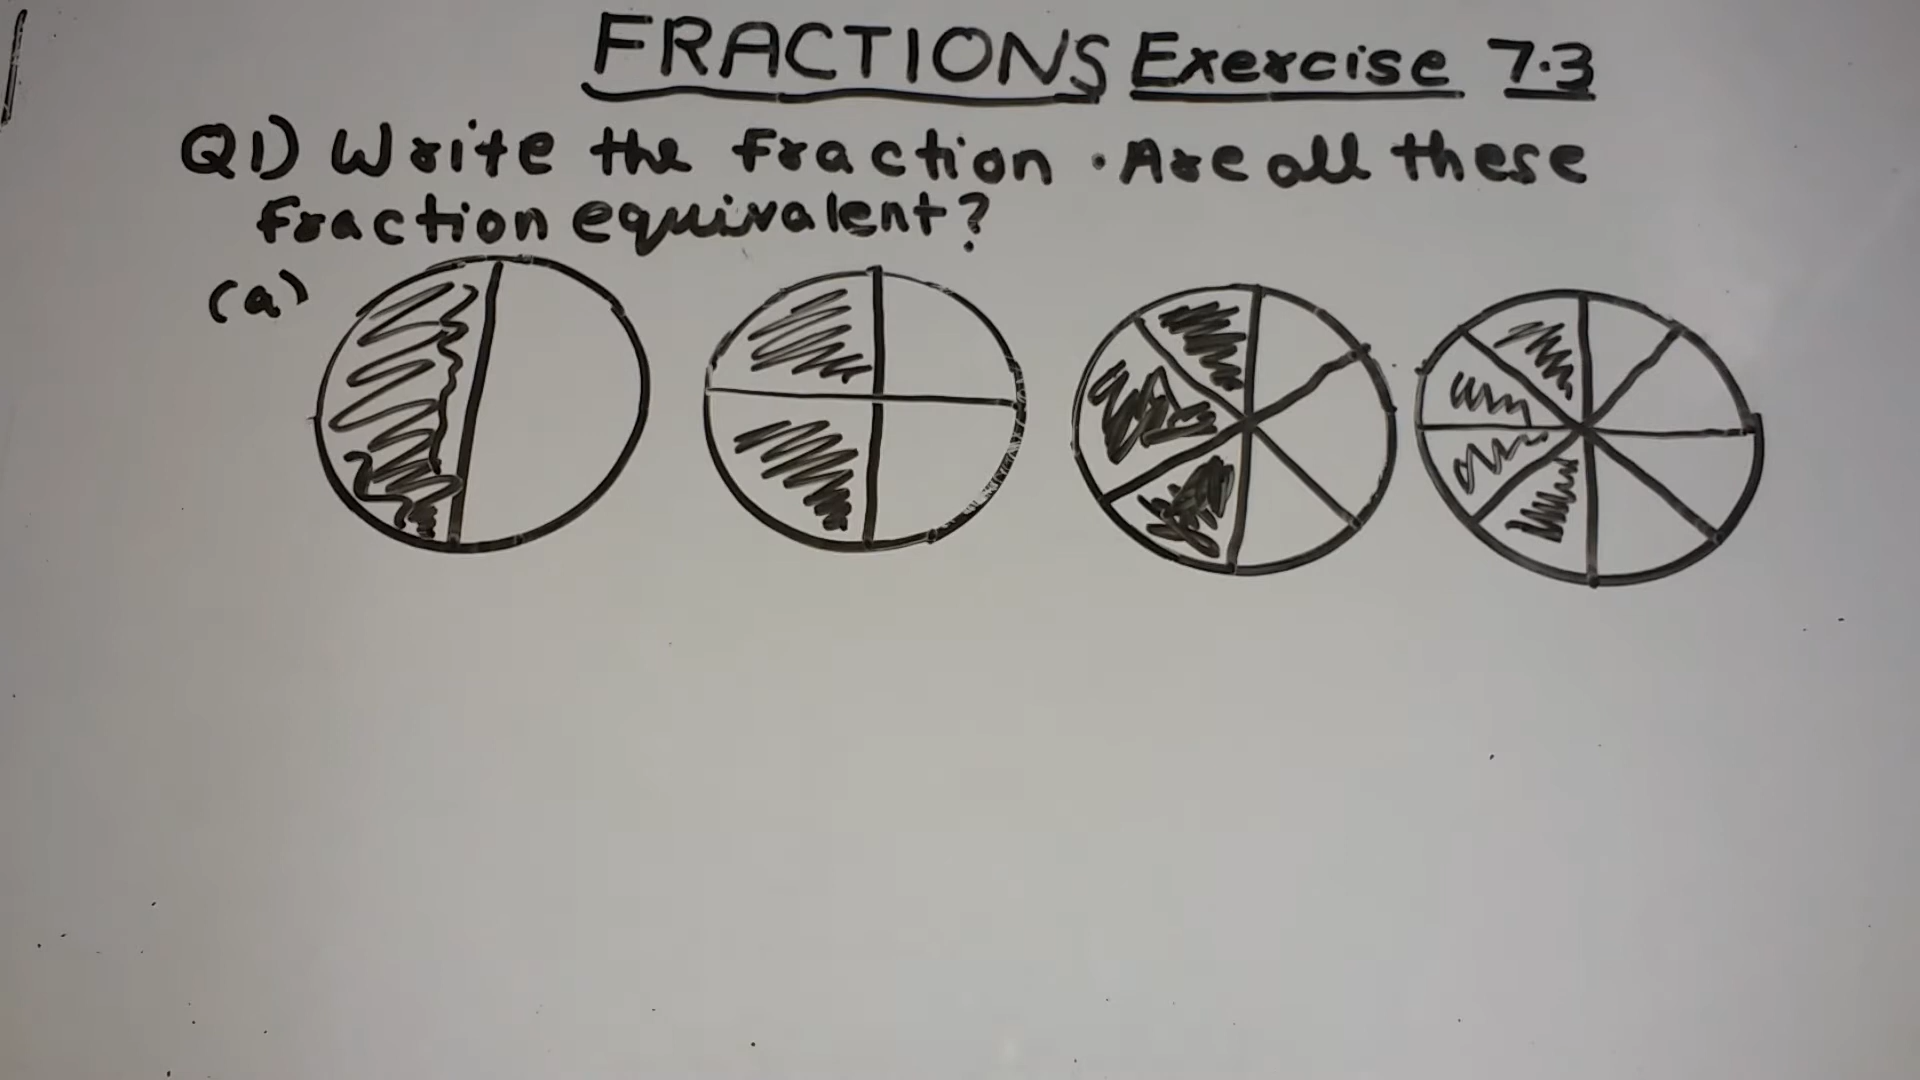 FRACTIONS Exercise 7.3
Q1) Write the fraction. Are all these
fraction equivalent?
(a)